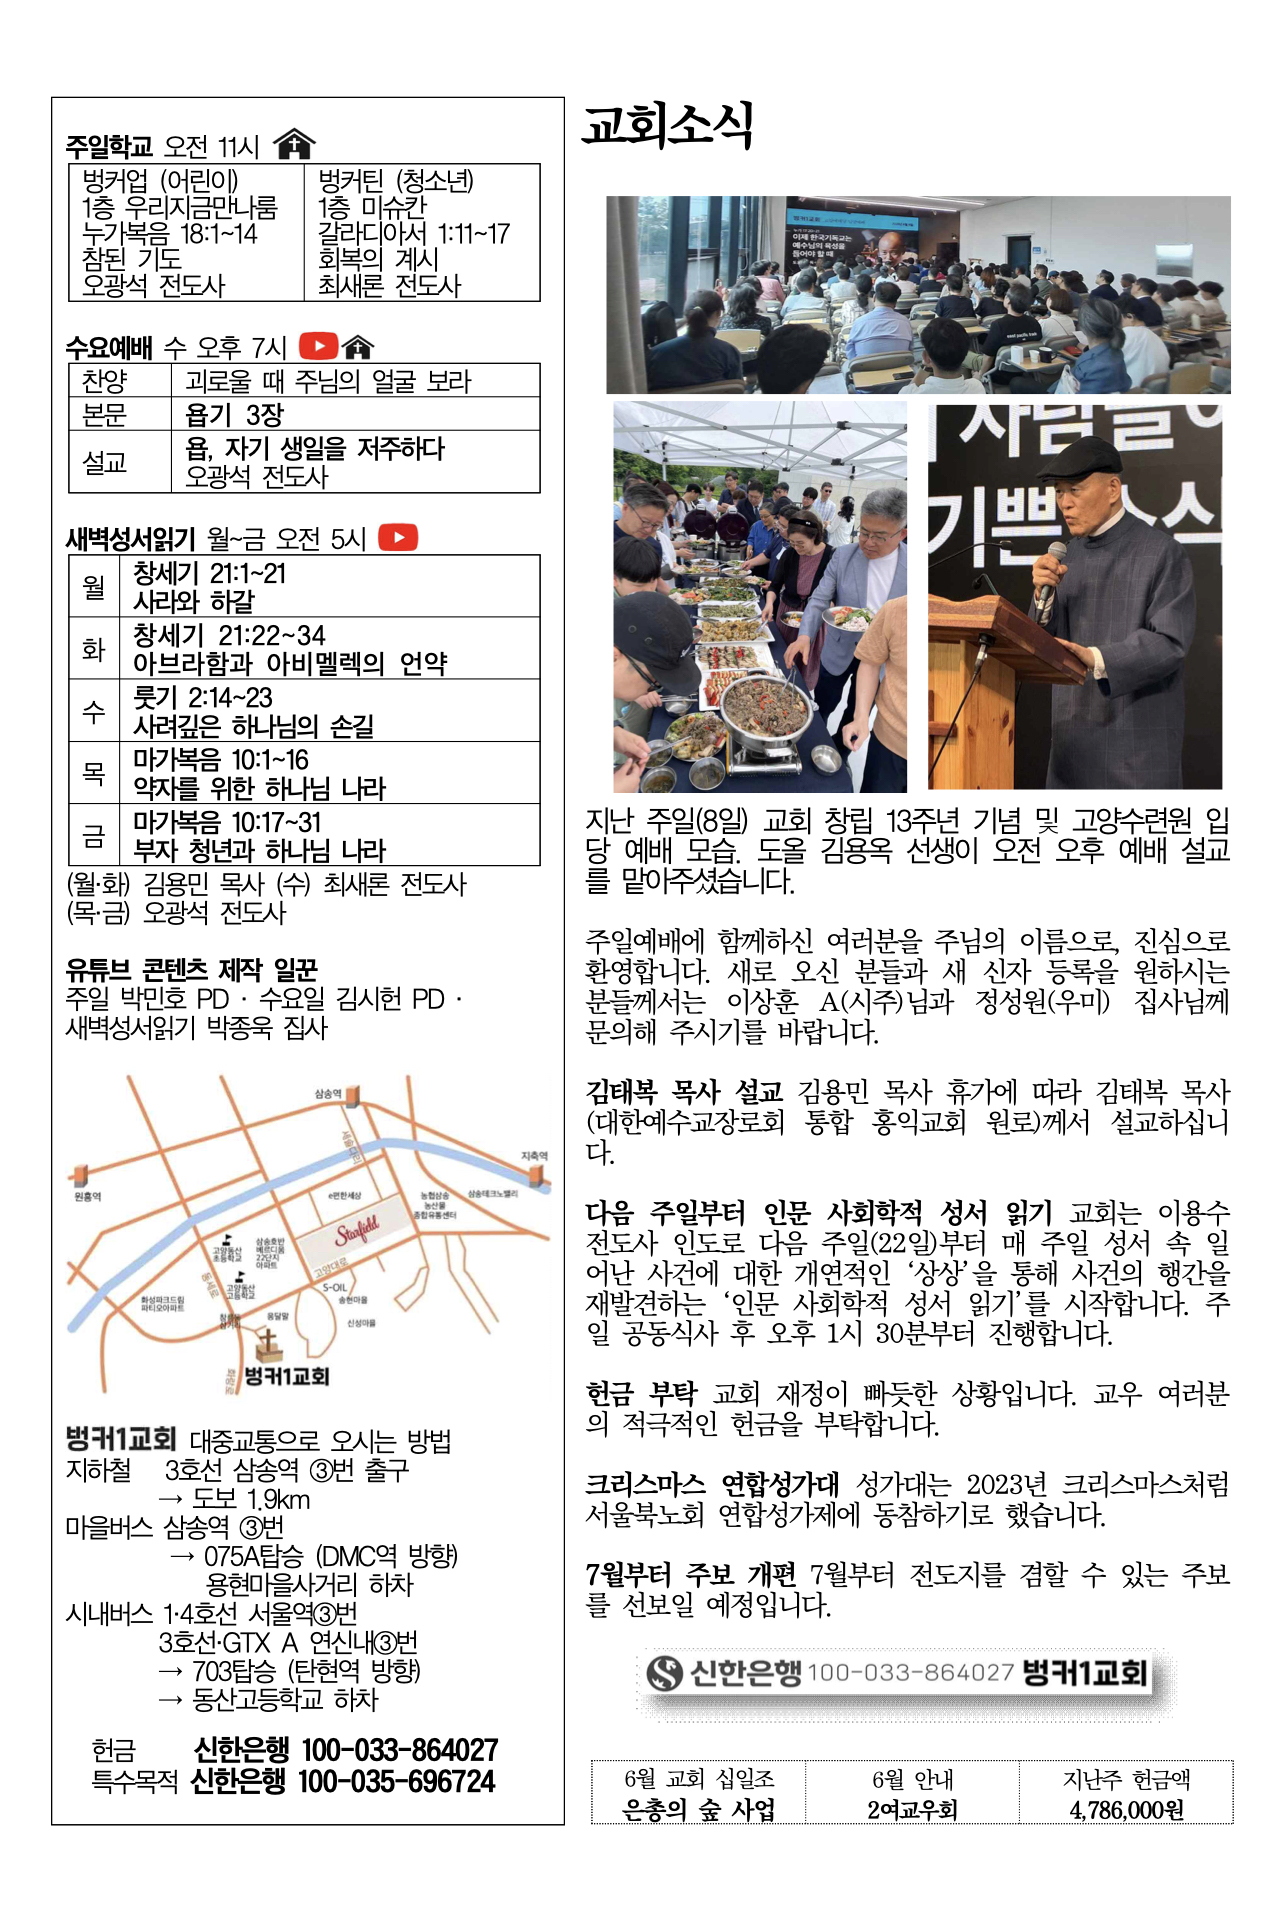 주일학교 오전 11시
벙커업 (어린이)
1층 우리지금만나룸
누가복음 18:1~14
참된 기도
오광석 전도사
벙커틴 (청소년)
1층 미슈칸
갈라디아서 1:11~17
회복의 계시
최새론 전도사
수요예배 수 오후 7시
찬양 괴로울 때 주님의 얼굴 보라
본문 욥기 3장
설교 욥, 자기 생일을 저주하다
오광석 전도사
새벽성서읽기 월~금 오전 5시
월 창세기 21:1~21
사라와 하갈
화 창세기 21:22~34
아브라함과 아비멜렉의 언약
수 룻기 2:14~23
사려깊은 하나님의 손길
목 마가복음 10:1~16
약자를 위한 하나님 나라
금 마가복음 10:17~31
부자 청년과 하나님 나라
(월·화) 김용민 목사 (수) 최새론 전도사
(목·금) 오광석 전도사
유튜브 콘텐츠 제작 일꾼
주일 박민호 PD · 수요일 김시헌 PD ·
새벽성서읽기 박종욱 집사
삼송역
세솔다리
지축역
원흥역
e편한세상
농협삼송
농산물
종합유통센터
삼송테크노밸리
Starfield
고양동산
초등학교
삼송호반
베르디움
22단지
아파트
고양대로
고양동산
고등학교
동세로
S-OIL
송현마을
화성파크드림
파티오아파트
용달말
신성마을
화랑로
벙커1교회
벙커1교회 대중교통으로 오시는 방법
지하철 3호선 삼송역 ③번 출구
→ 도보 1.9km
마을버스 삼송역 ③번
→ 075A탑승 (DMC역 방향)
용현마을사거리 하차
시내버스 1·4호선 서울역③번
3호선·GTX A 연신내③번
→ 703탑승 (탄현역 방향)
→ 동산고등학교 하차
헌금 신한은행 100-033-864027
특수목적 신한은행 100-035-696724
교회소식
벙커1교회
이제 한국기독교는
예수님의 육성을
들어야 할 때
사람들이
기쁜 소식
지난 주일(8일) 교회 창립 13주년 기념 및 고양수련원 입
당 예배 모습. 도올 김용옥 선생이 오전 오후 예배 설교
를 맡아주셨습니다.
주일예배에 함께하신 여러분을 주님의 이름으로, 진심으로
환영합니다. 새로 오신 분들과 새 신자 등록을 원하시는
분들께서는 이상훈 A(시주)님과 정성원(우미) 집사님께
문의해 주시기를 바랍니다.
김태복 목사 설교 김용민 목사 휴가에 따라 김태복 목사
(대한예수교장로회 통합 홍익교회 원로)께서 설교하십니
다.
다음 주일부터 인문 사회학적 성서 읽기 교회는 이용수
전도사 인도로 다음 주일(22일)부터 매 주일 성서 속 일
어난 사건에 대한 개연적인 ‘상상’을 통해 사건의 행간을
재발견하는 ‘인문 사회학적 성서 읽기’를 시작합니다. 주
일 공동식사 후 오후 1시 30분부터 진행합니다.
헌금 부탁 교회 재정이 빠듯한 상황입니다. 교우 여러분
의 적극적인 헌금을 부탁합니다.
크리스마스 연합성가대 성가대는 2023년 크리스마스처럼
서울북노회 연합성가제에 동참하기로 했습니다.
7월부터 주보 개편 7월부터 전도지를 겸할 수 있는 주보
를 선보일 예정입니다.
신한은행 100-033-864027 벙커1교회
6월 교회 십일조
은총의 숲 사업
6월 안내
2여교우회
지난주 헌금액
4,786,000원